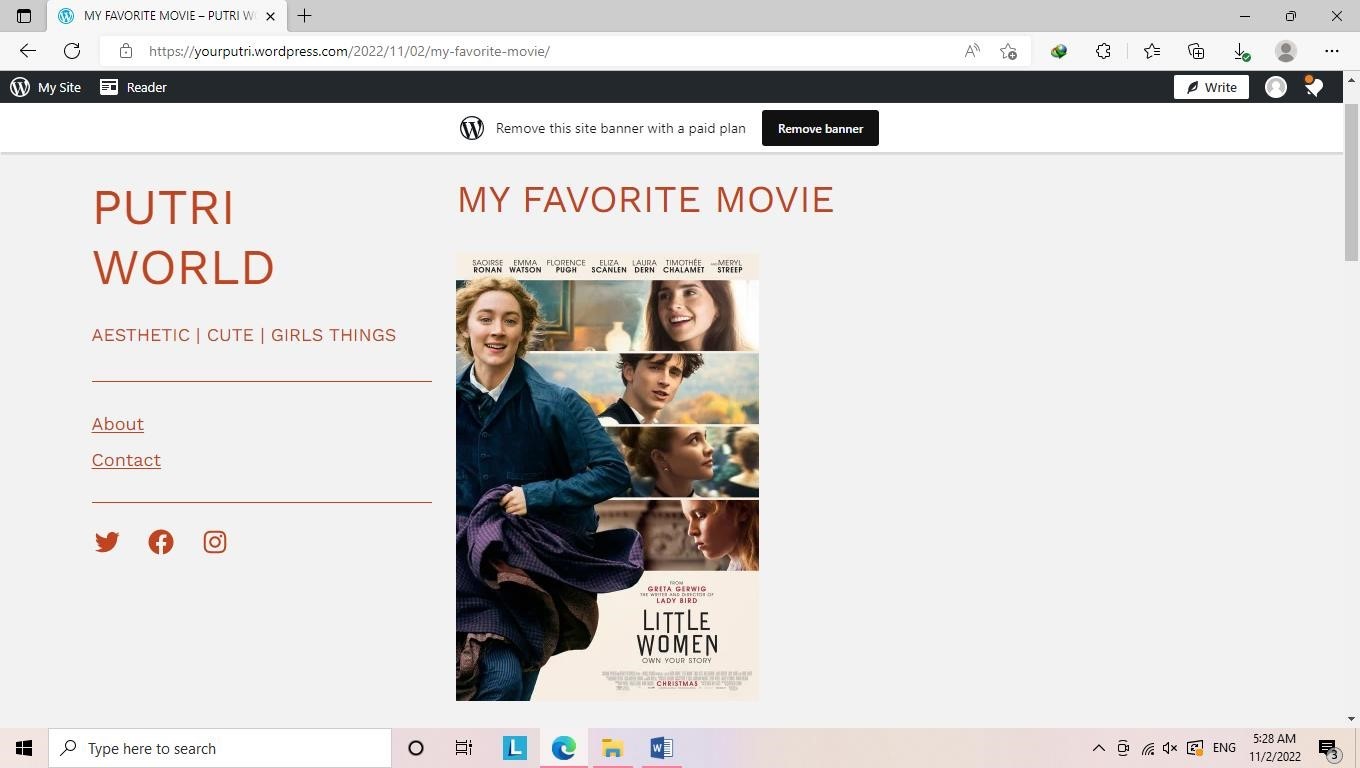 MY FAVORITE MOVIE – PUTRI W
https://yourputri.wordpress.com/2022/11/02/my-favorite-movie/
My Site
Reader
Write
Remove this site banner with a paid plan
Remove banner
PUTRI
WORLD
AESTHETIC | CUTE | GIRLS THINGS
About
Contact
MY FAVORITE MOVIE
SAOIRSE RONAN EMMA WATSON FLORENCE PUGH ELIZA SCANLEN LAURA DERN TIMOTHÉE CHALAMET AND MERYL STREEP
FROM
GRETA GERWIG
THE WRITER AND DIRECTOR OF
LADY BIRD
LITTLE
WOMEN
OWN YOUR STORY
CHRISTMAS
Type here to search
L
W
ENG
5:28 AM
11/2/2022
3